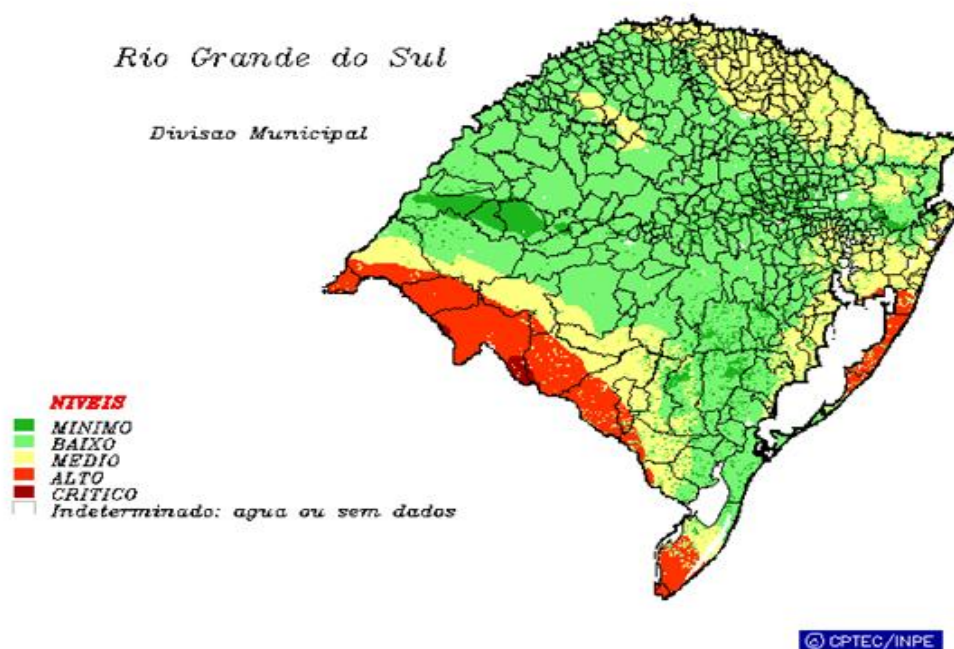 Rio Grande do Sul
Divisao Municipal
NIVEIS
MINIMO
BAIXO
MEDIO
ALTO
CRITICO
Indeterminado: agua ou sem dados
© CPTEC/INPE